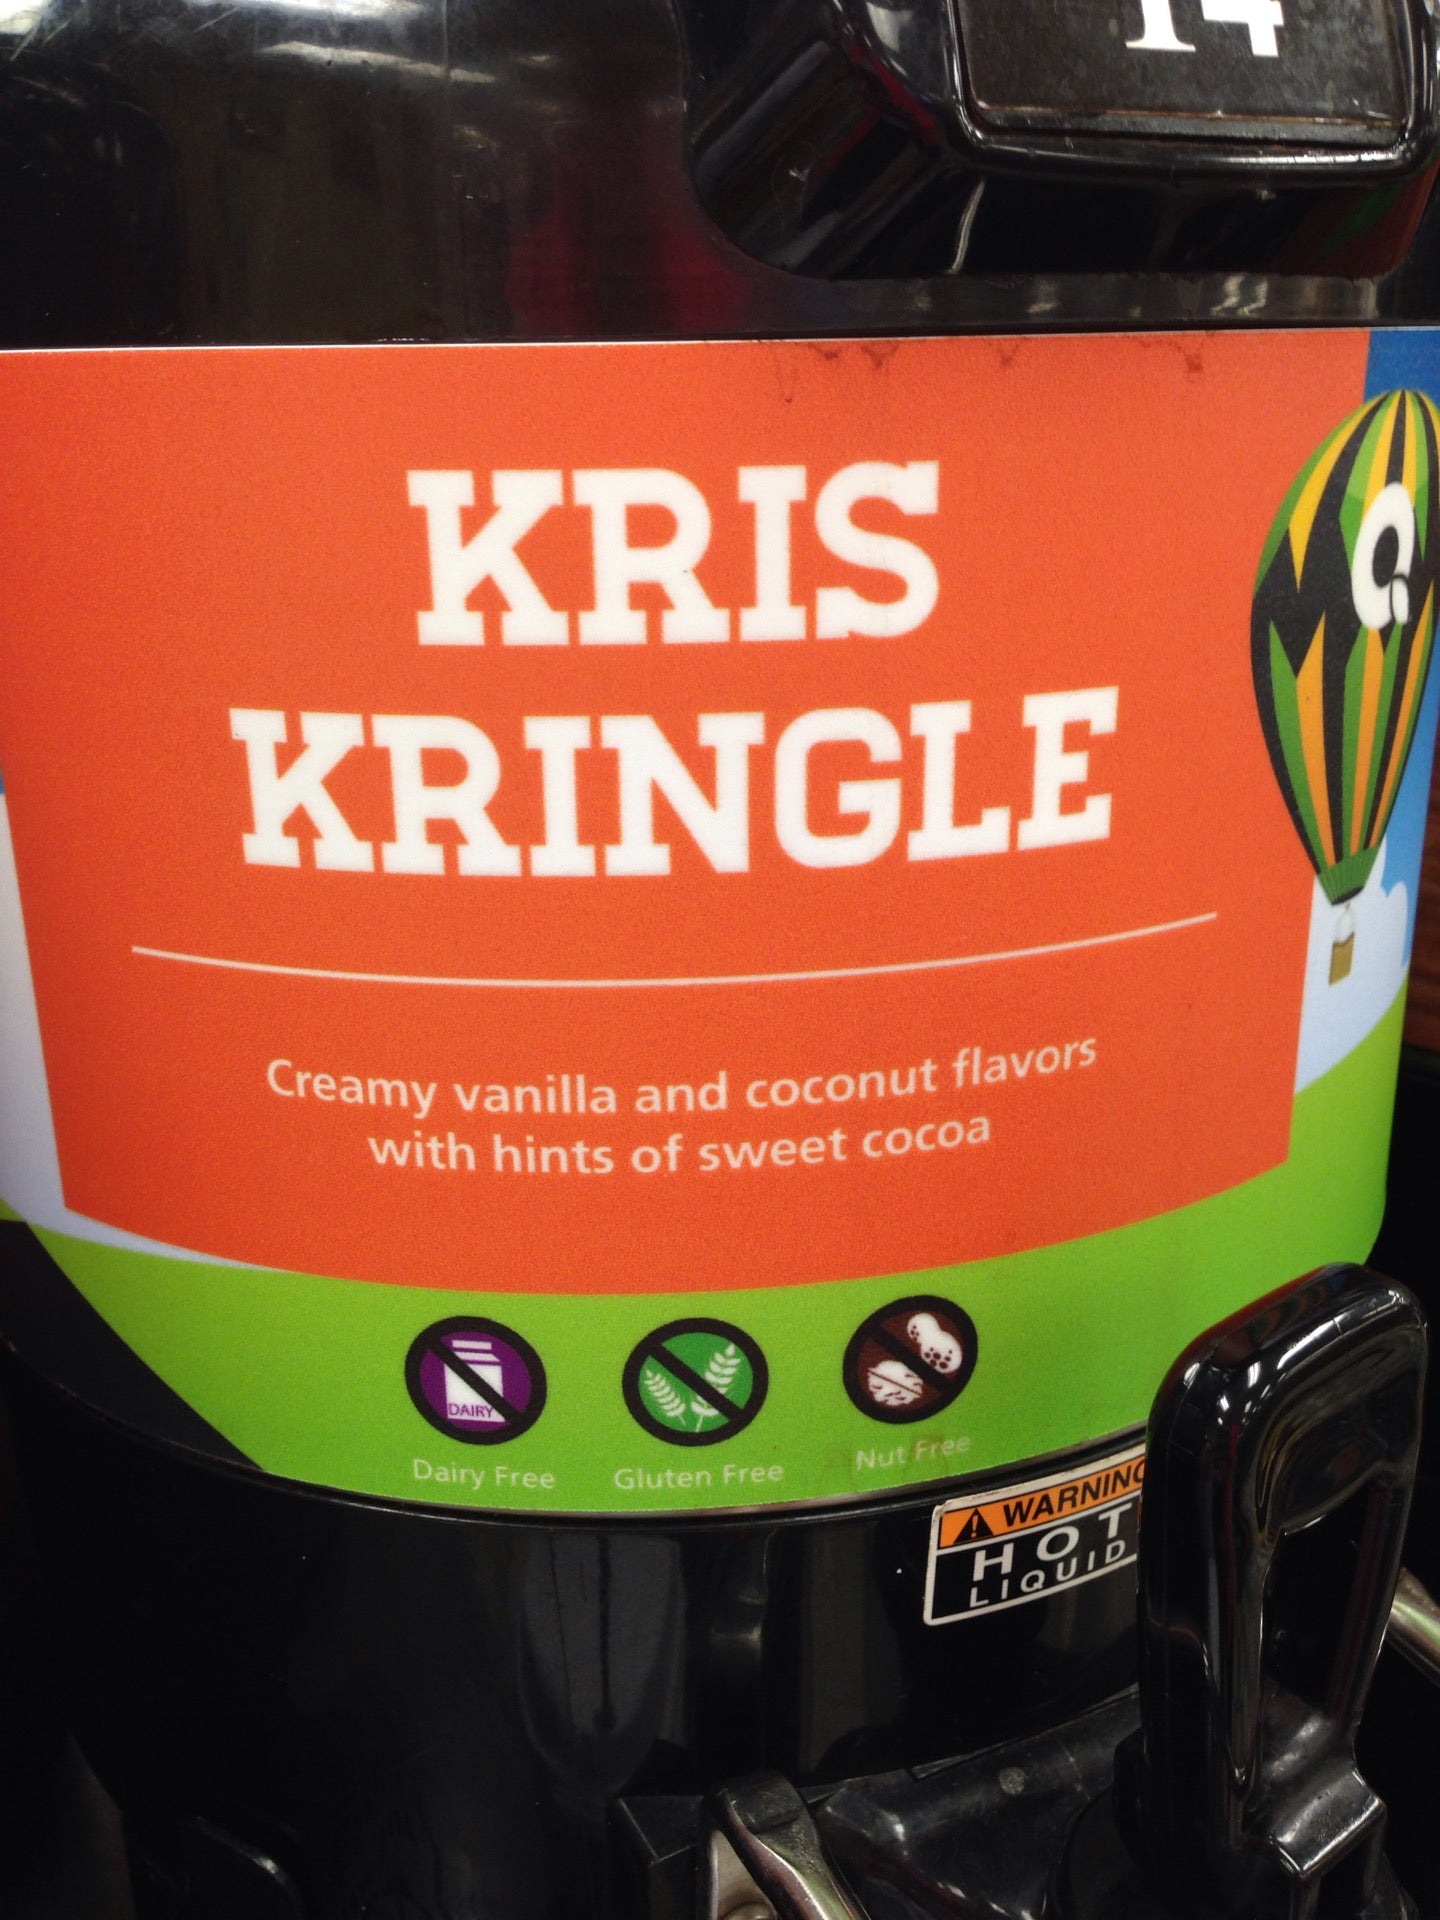 14
KRIS
KRINGLE
Creamy vanilla and coconut flavors
with hints of sweet cocoa
DAIRY
Dairy Free
Gluten Free
Nut Free
WARNING
HOT
LIQUID